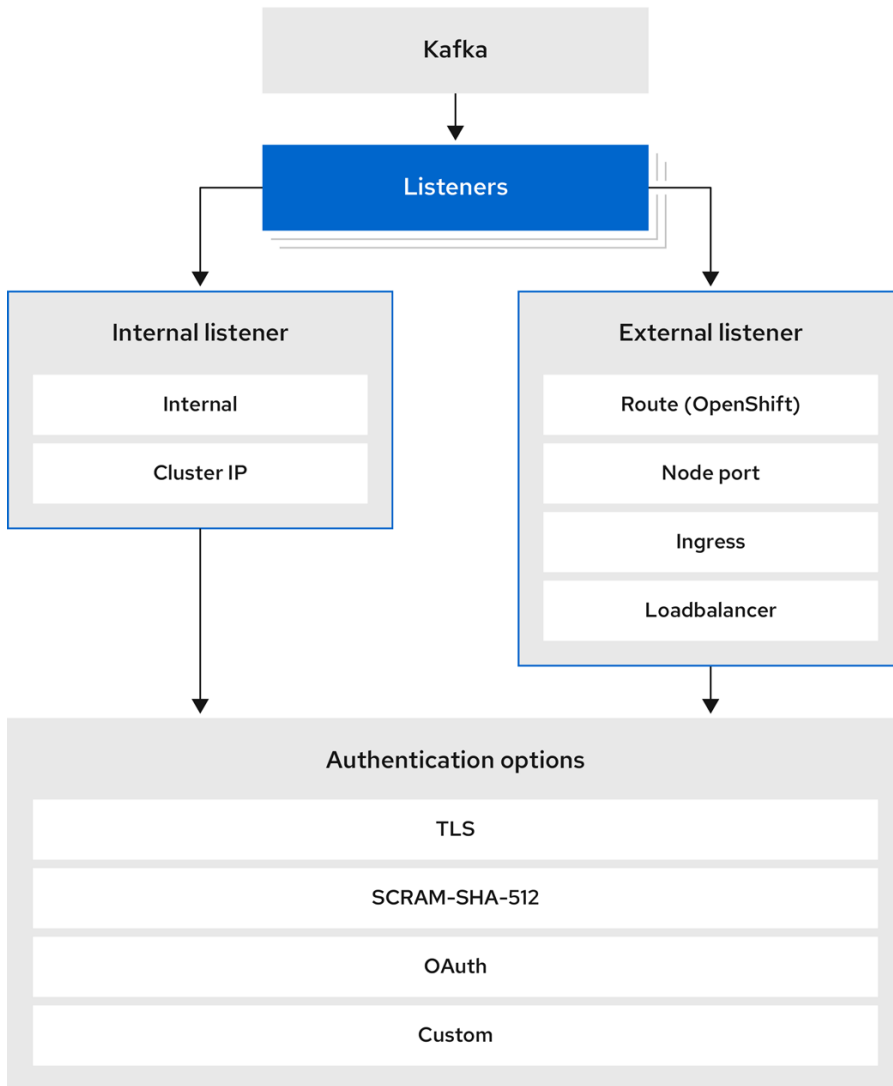 Kafka
Listeners
Internal listener
Internal
Cluster IP
External listener
Route (OpenShift)
Node port
Ingress
Loadbalancer
Authentication options
TLS
SCRAM-SHA-512
OAuth
Custom